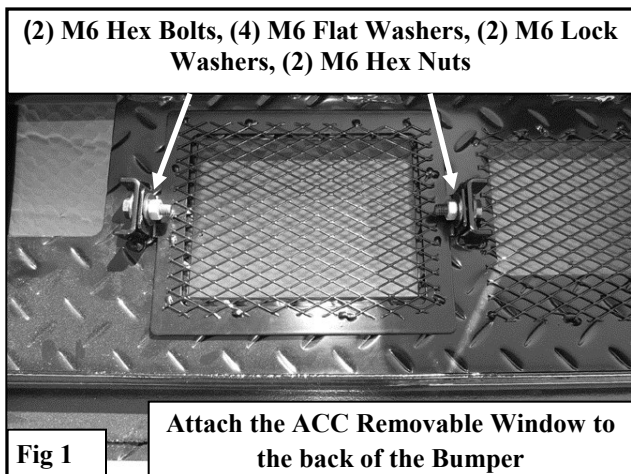 (2) M6 Hex Bolts, (4) M6 Flat Washers, (2) M6 Lock
Washers, (2) M6 Hex Nuts
Fig 1
Attach the ACC Removable Window to
the back of the Bumper